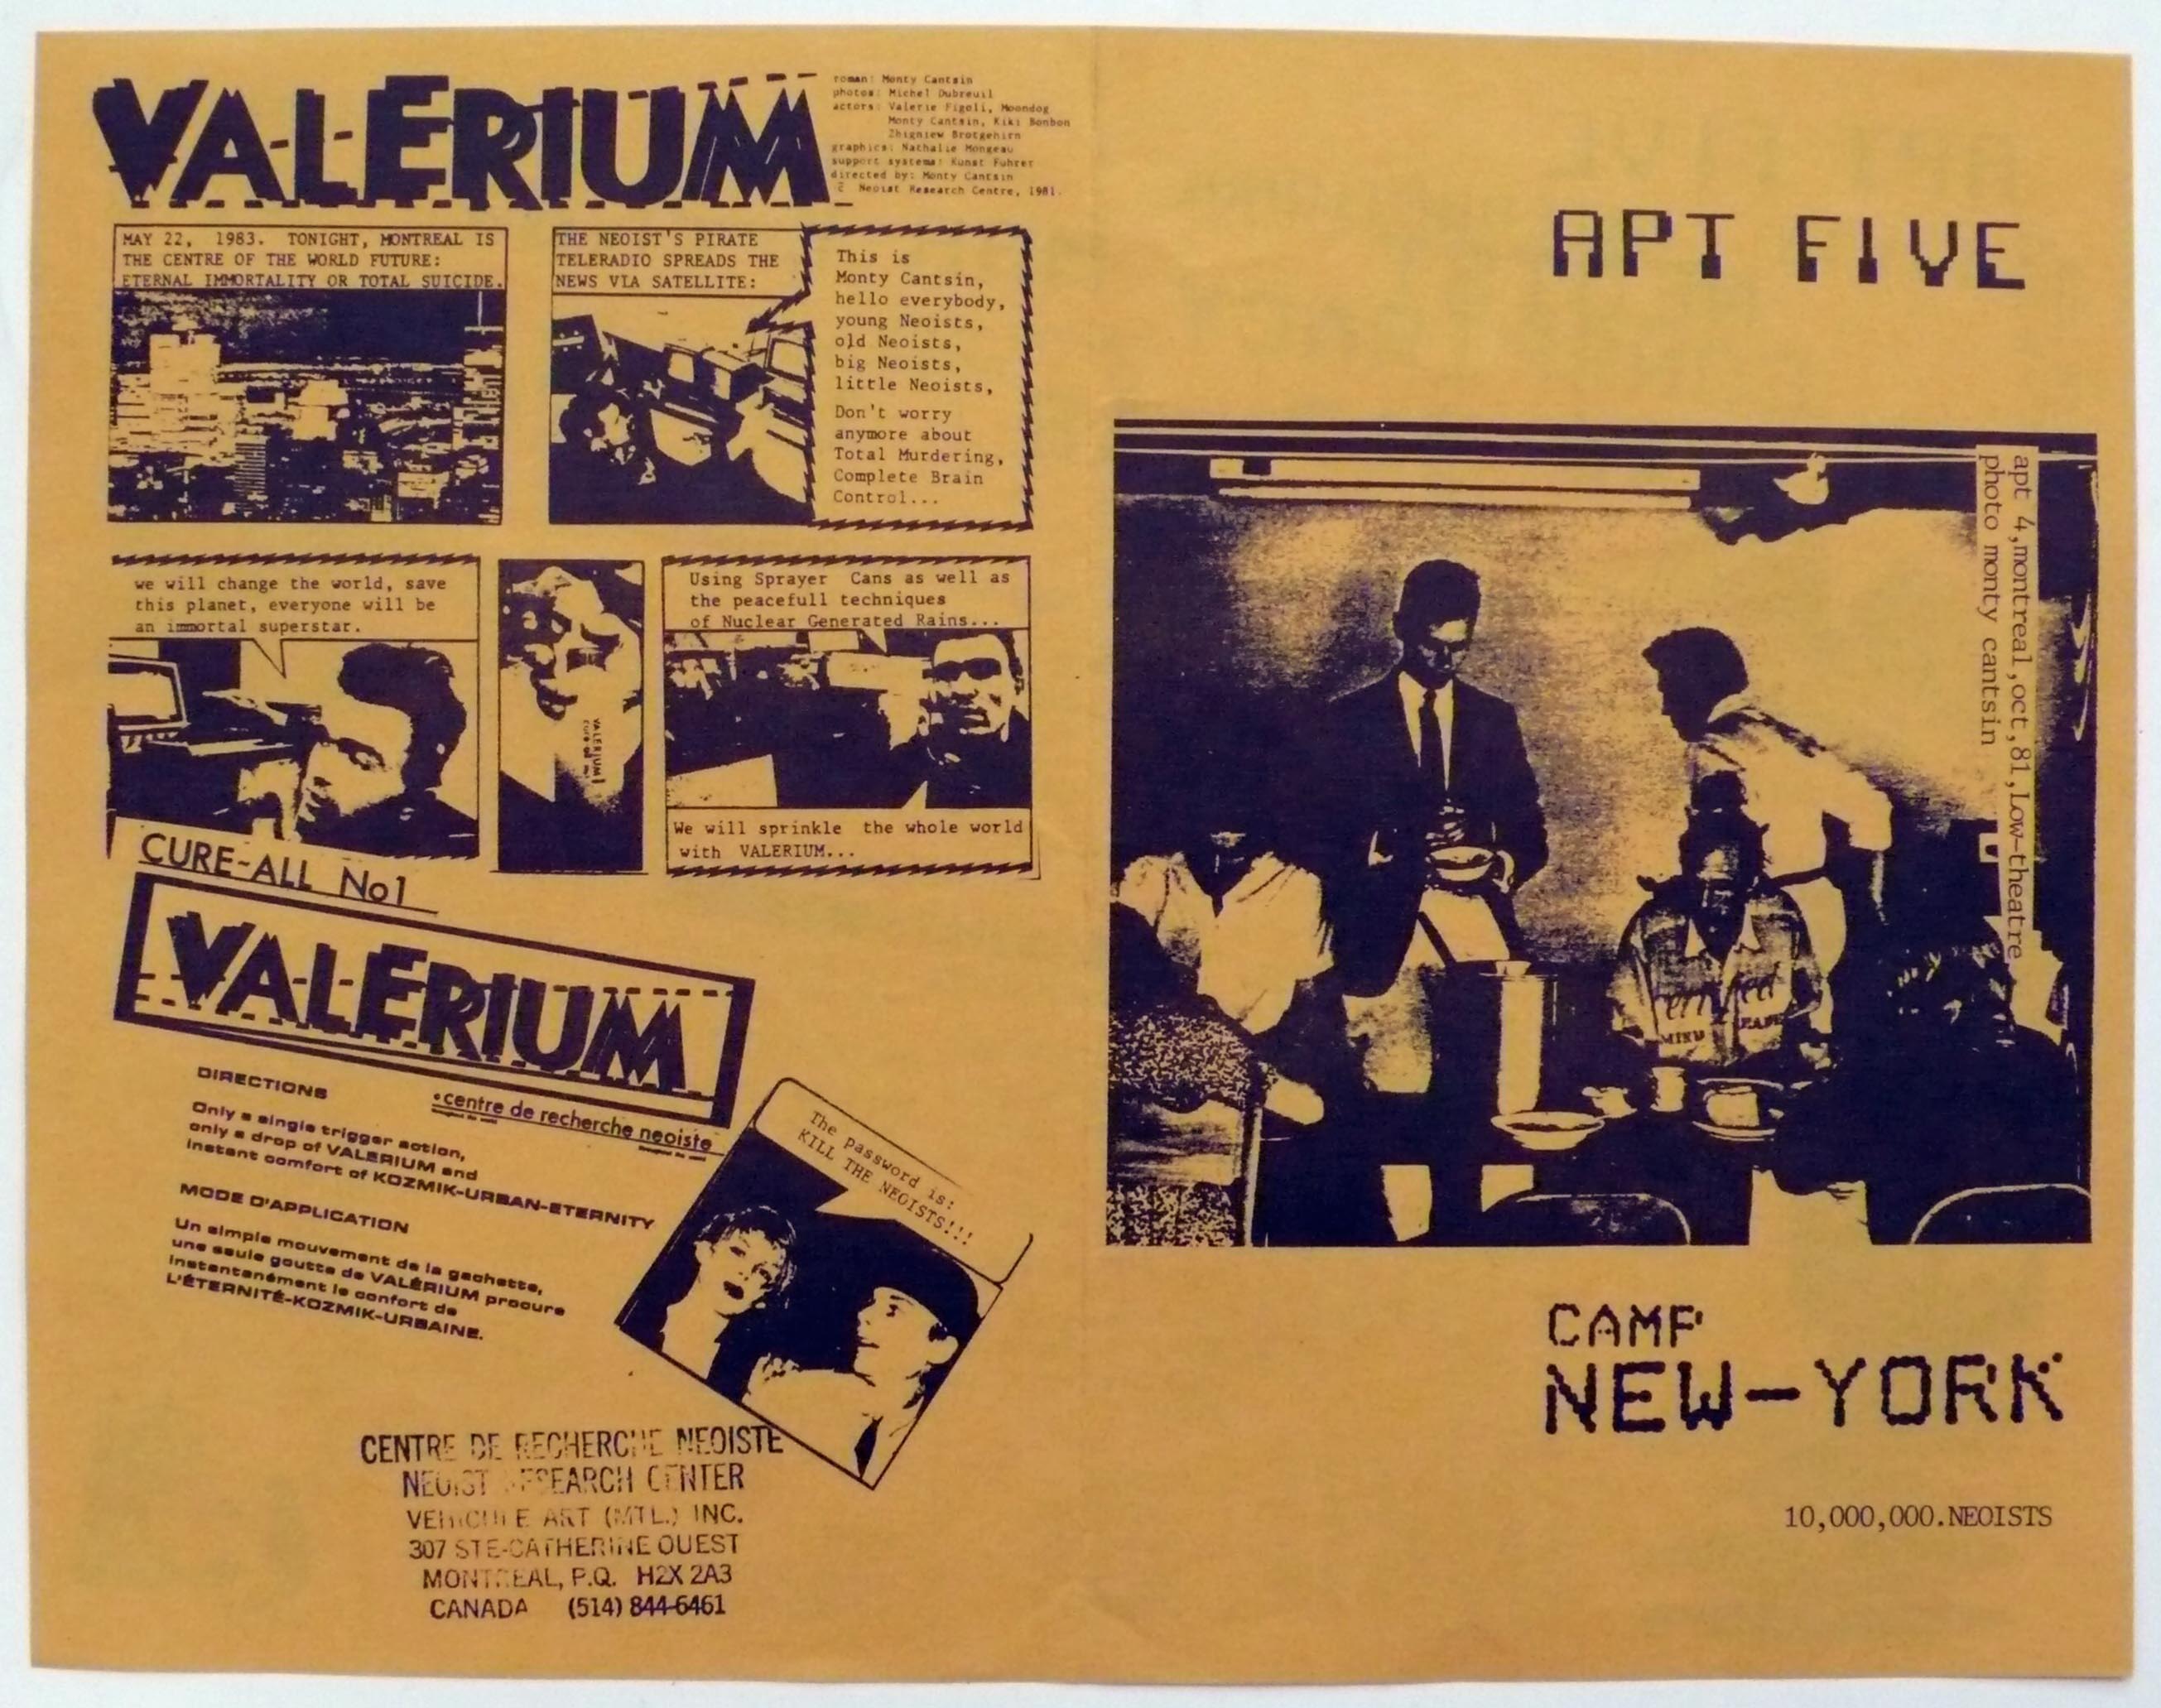 VALERIUM
roman: Monty Cantsin
photos: Michel Dubreuil
actors: Valerie Figoli, Moondog
Monty Cantsin, Kiki Bonbon
Zbigniew Brotgehirn
graphics: Nathalie Mongeau
support systems: Kunst Fuhrer
directed by: Monty Cantsin
Neoist Research Centre, 1981.
MAY 22, 1983. TONIGHT, MONTREAL IS
THE CENTRE OF THE WORLD FUTURE:
ETERNAL IMMORTALITY OR TOTAL SUICIDE.
THE NEOIST'S PIRATE
TELERADIO SPREADS THE
NEWS VIA SATELLITE:
This is
Monty Cantsin,
hello everybody,
young Neoists,
old Neoists,
big Neoists,
little Neoists,
Don't worry
anymore about
Total Murdering,
Complete Brain
Control...
we will change the world, save
this planet, everyone will be
an immortal superstar.
VALERIUM
Using Sprayer Cans as well as
the peacefull techniques
of Nuclear Generated Rains...
We will sprinkle the whole world
with VALERIUM...
CURE-ALL No1
VALERIUM
centre de recherche neoiste
DIRECTIONS
Only a single trigger action,
only a drop of VALERIUM and
instant comfort of KOZMIK-URBAN-ETERNITY
MODE D'APPLICATION
Un simple mouvement de la gachette,
une seule goutte de VALÉRIUM procure
instantanément le confort de
L'ÉTERNITÉ-KOZMIK-URBAINE.
The password is:
KILL THE NEOISTS!!!
CENTRE DE RECHERCHE NEOISTE
NEOIST RESEARCH CENTER
VEHICULE ART (MTL.) INC.
307 STE-CATHERINE OUEST
MONTREAL, P.Q. H2X 2A3
CANADA (514) 844-6461
APT FIVE
apt 4,montreal,oct,81,Low-theatre
photo monty cantsin
CAMP
NEW-YORK
10,000,000.NEOISTS